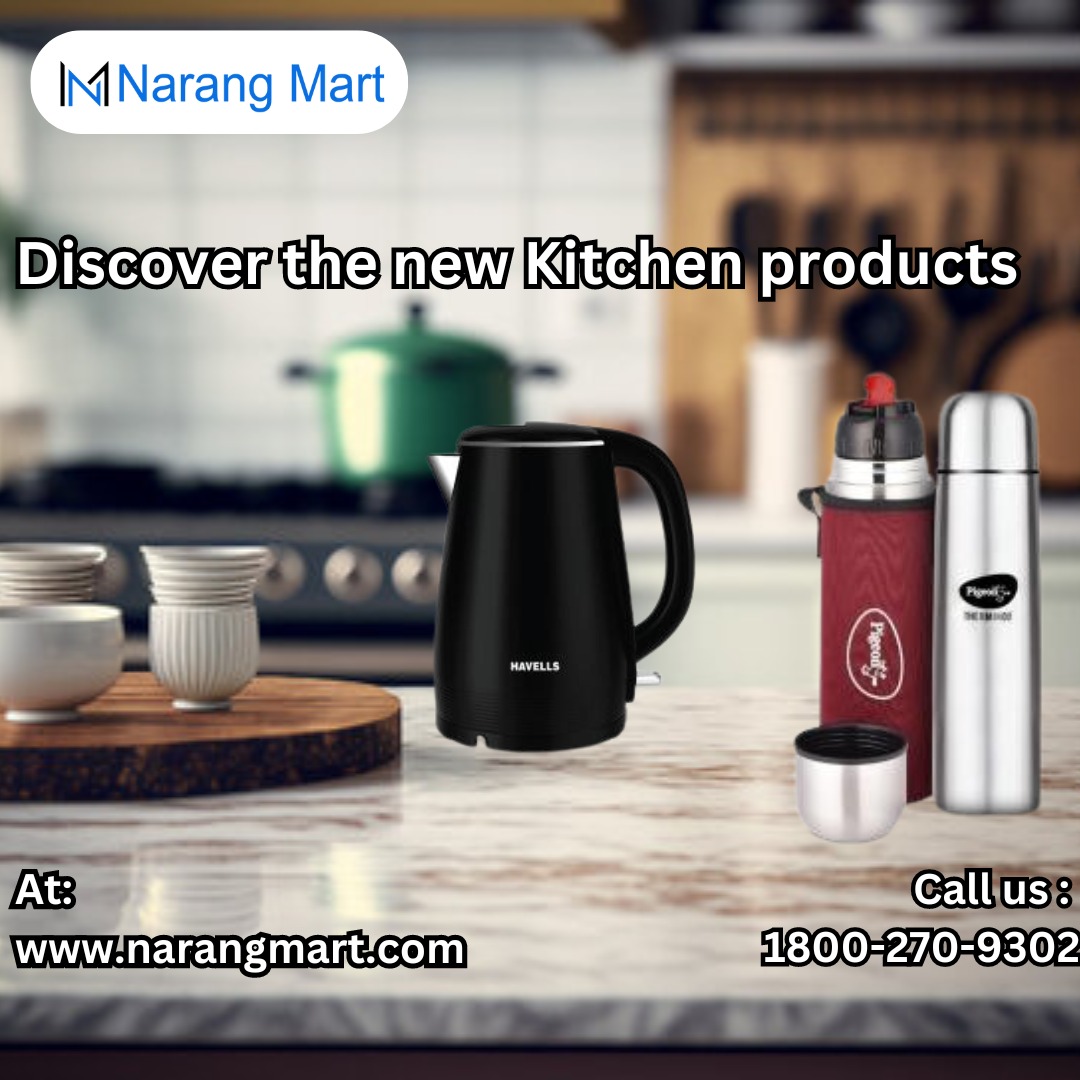 Narang Mart
Discover the new Kitchen products
HAVELLS
Pigeon
Pigeon
At:
www.narangmart.com
Call us :
1800-270-9302